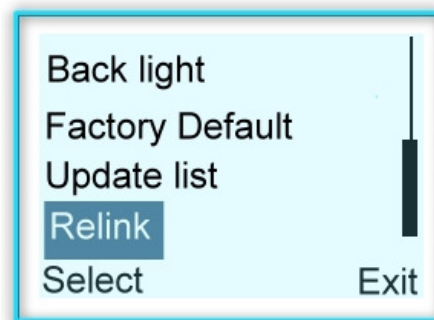 Back light
Factory Default
Update list
Relink
Select Exit